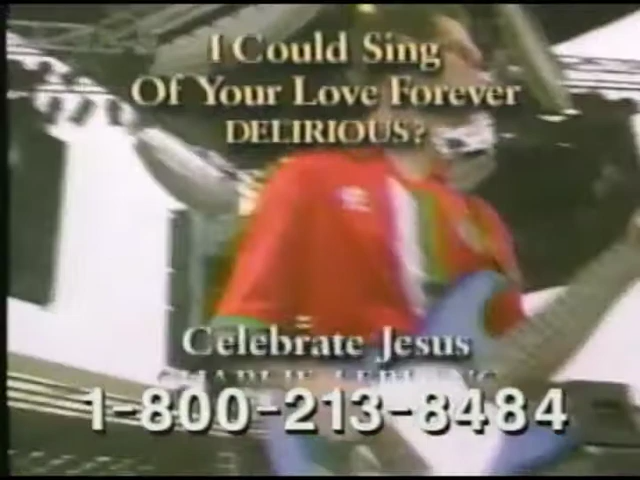 I Could Sing
Of Your Love Forever
DELIRIOUS?
Celebrate Jesus
1-800-213-8484